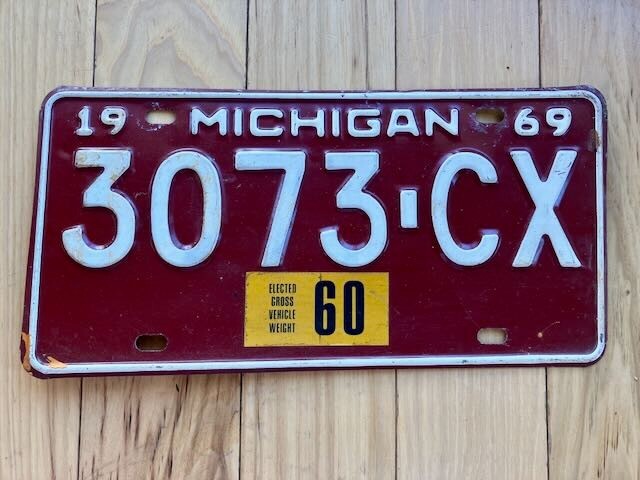 19 MICHIGAN 69
3073-CX
ELECTED
GROSS
VEHICLE
WEIGHT
60